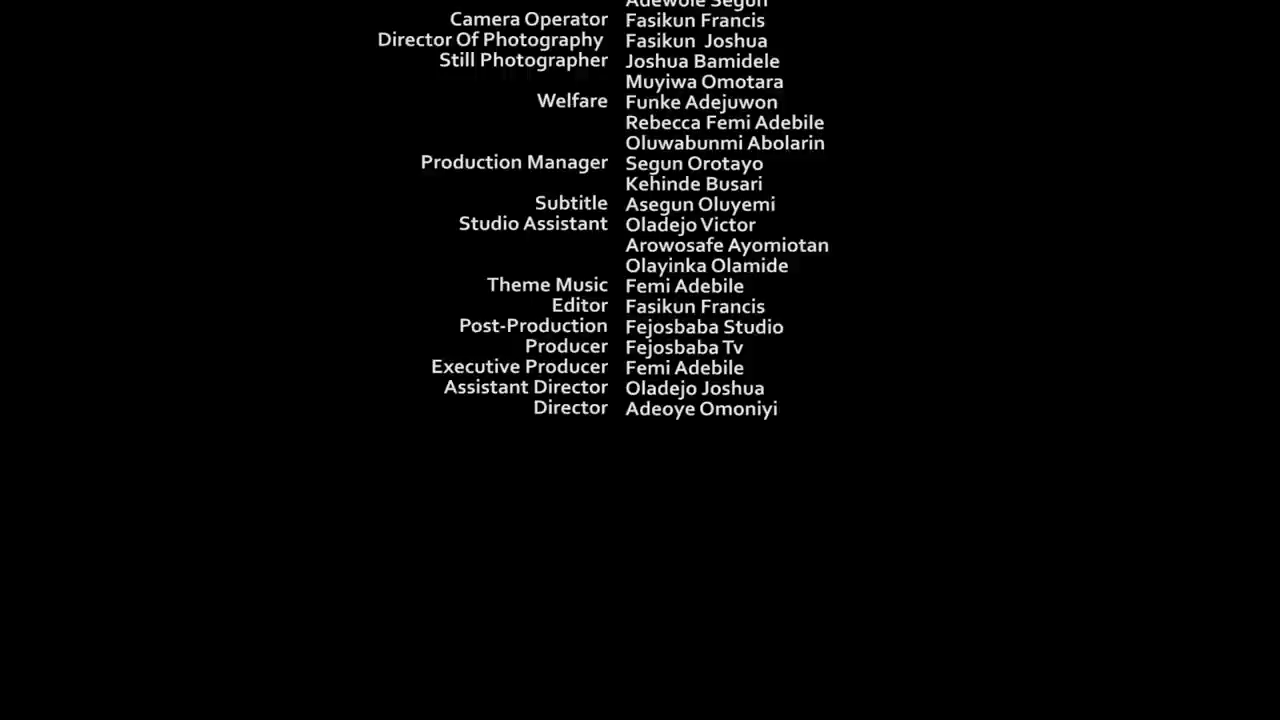 Adewole Segun
Camera Operator Fasikun Francis
Director Of Photography Fasikun Joshua
Still Photographer Joshua Bamidele
Muyiwa Omotara
Welfare Funke Adejuwon
Rebecca Femi Adebile
Oluwabunmi Abolarin
Production Manager Segun Orotayo
Kehinde Busari
Subtitle Asegun Oluyemi
Studio Assistant Oladejo Victor
Arowosafe Ayomiotan
Olayinka Olamide
Theme Music Femi Adebile
Editor Fasikun Francis
Post-Production Fejosbaba Studio
Producer Fejosbaba Tv
Executive Producer Femi Adebile
Assistant Director Oladejo Joshua
Director Adeoye Omoniyi